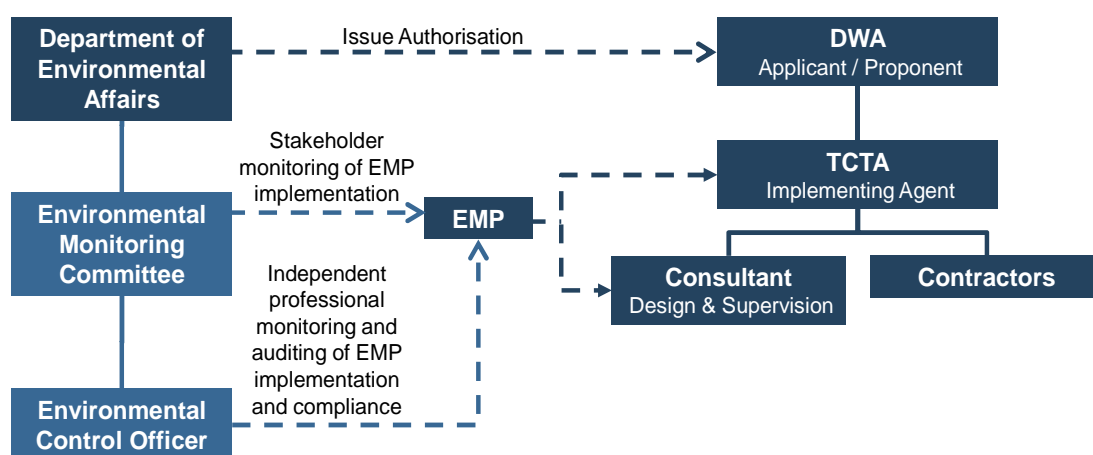 Department of
Environmental
Affairs
Issue Authorisation
DWA
Applicant / Proponent
Stakeholder
monitoring of EMP
implementation
TCTA
Implementing Agent
Environmental
Monitoring
Committee
EMP
Independent
professional
monitoring and
auditing of EMP
implementation
and compliance
Consultant
Design & Supervision
Contractors
Environmental
Control Officer